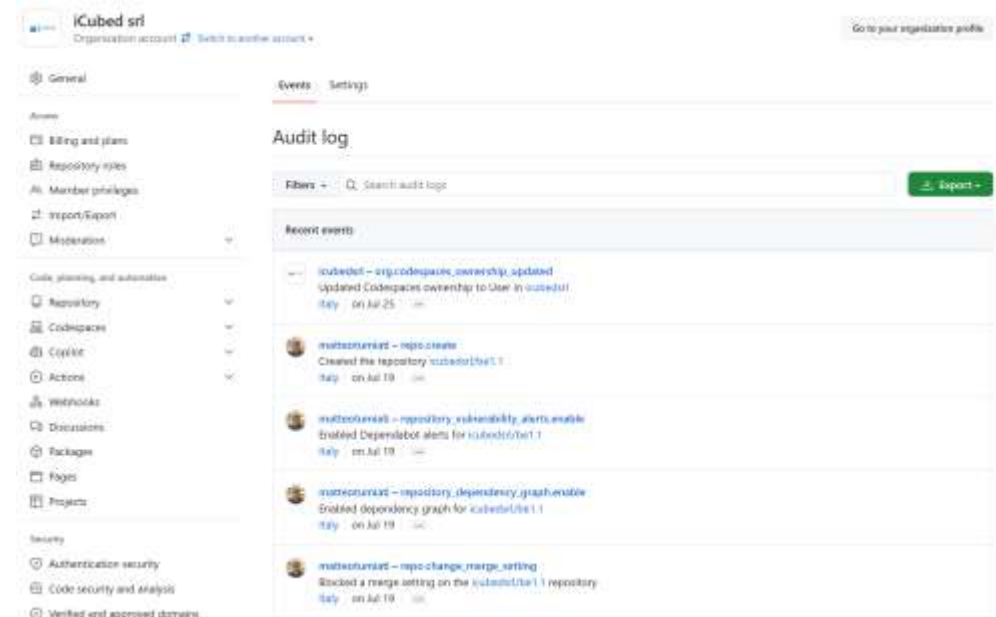 iCubed srl
Organization account Switch to another account
Go to your organization profile
General
Access
Billing and plans
Repository roles
Member privileges
Import/Export
Moderation
Code, planning, and automation
Repository
Codespaces
Copilot
Actions
Webhooks
Discussions
Packages
Pages
Projects
Security
Authentication security
Code security and analysis
Verified and approved domains
Events Settings
Audit log
Filters Search audit logs
Export
Recent events
icubedsrl – org.codespaces_ownership_updated
Updated Codespaces ownership to User in icubedsrl
Italy on Jul 25
matteotumiati – repo.create
Created the repository icubedsrl/be1.1
Italy on Jul 19
matteotumiati – repository_vulnerability_alerts.enable
Enabled Dependabot alerts for icubedsrl/be1.1
Italy on Jul 19
matteotumiati – repository_dependency_graph.enable
Enabled dependency graph for icubedsrl/be1.1
Italy on Jul 19
matteotumiati – repo.change_merge_setting
Blocked a merge setting on the icubedsrl/be1.1 repository
Italy on Jul 19